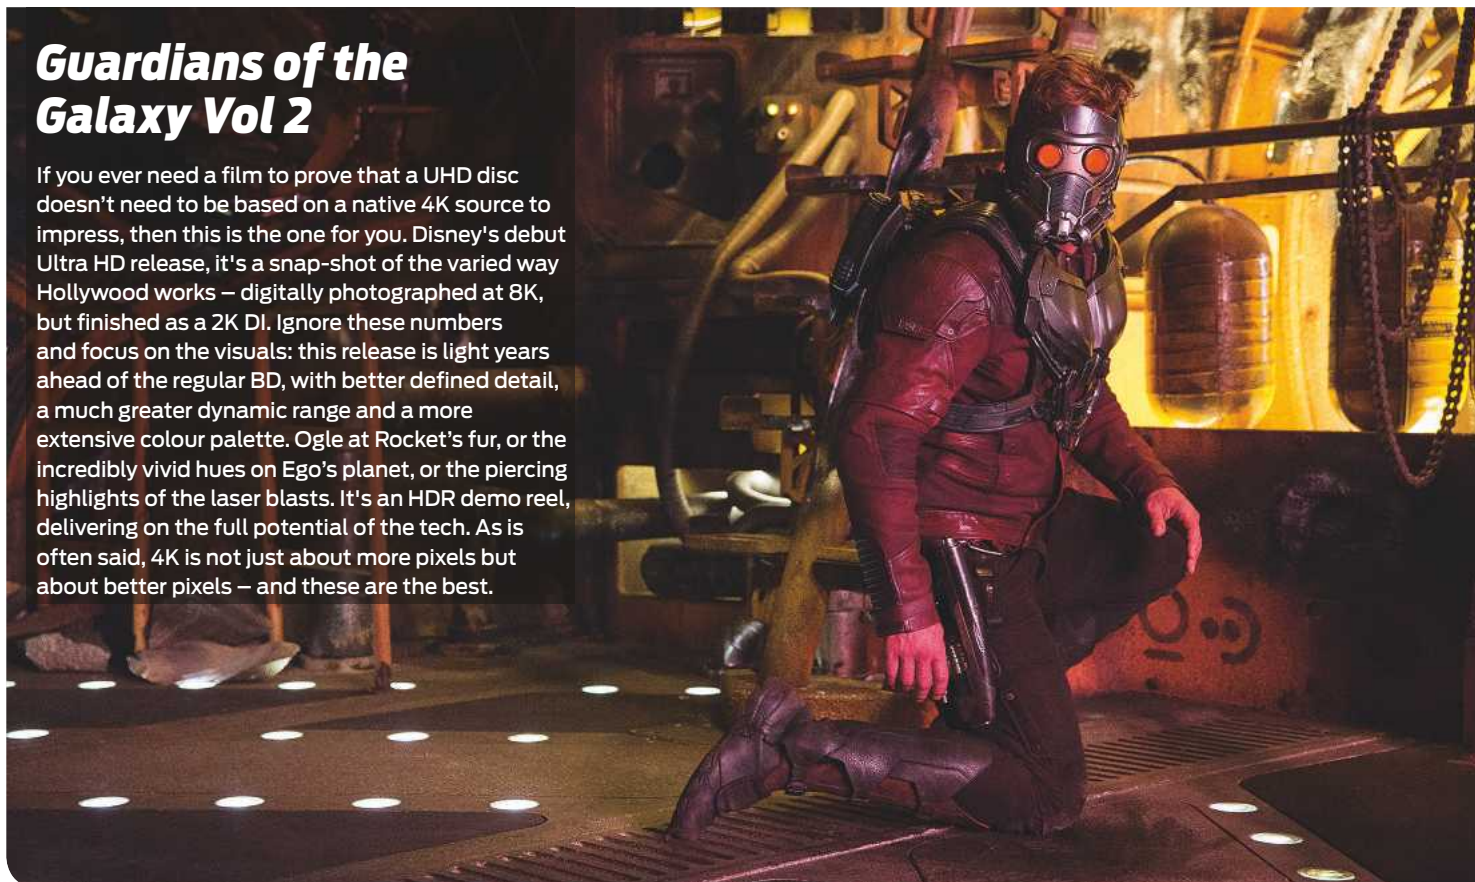 Guardians of the
Galaxy Vol 2
If you ever need a film to prove that a UHD disc
doesn't need to be based on a native 4K source to
impress, then this is the one for you. Disney's debut
Ultra HD release, it's a snap-shot of the varied way
Hollywood works – digitally photographed at 8K,
but finished as a 2K DI. Ignore these numbers
and focus on the visuals: this release is light years
ahead of the regular BD, with better defined detail,
a much greater dynamic range and a more
extensive colour palette. Ogle at Rocket's fur, or the
incredibly vivid hues on Ego's planet, or the piercing
highlights of the laser blasts. It's an HDR demo reel,
delivering on the full potential of the tech. As is
often said, 4K is not just about more pixels but
about better pixels – and these are the best.